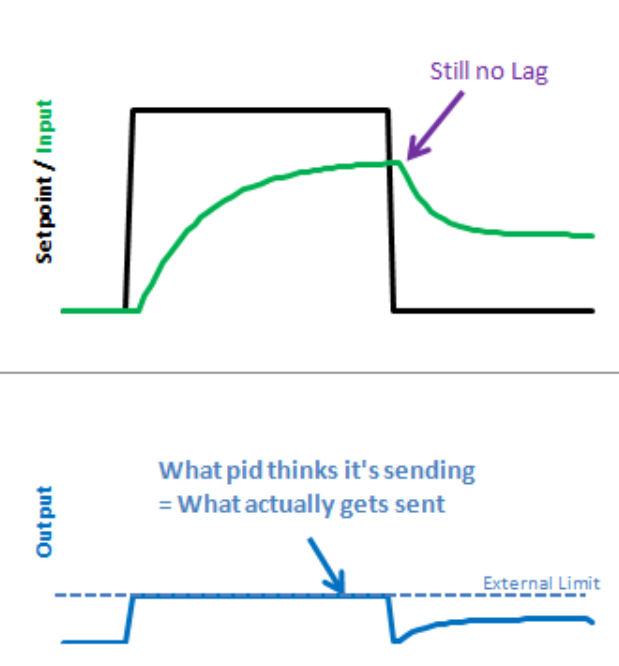 Still no Lag
Setpoint / Input
What pid thinks it's sending
= What actually gets sent
Output
External Limit